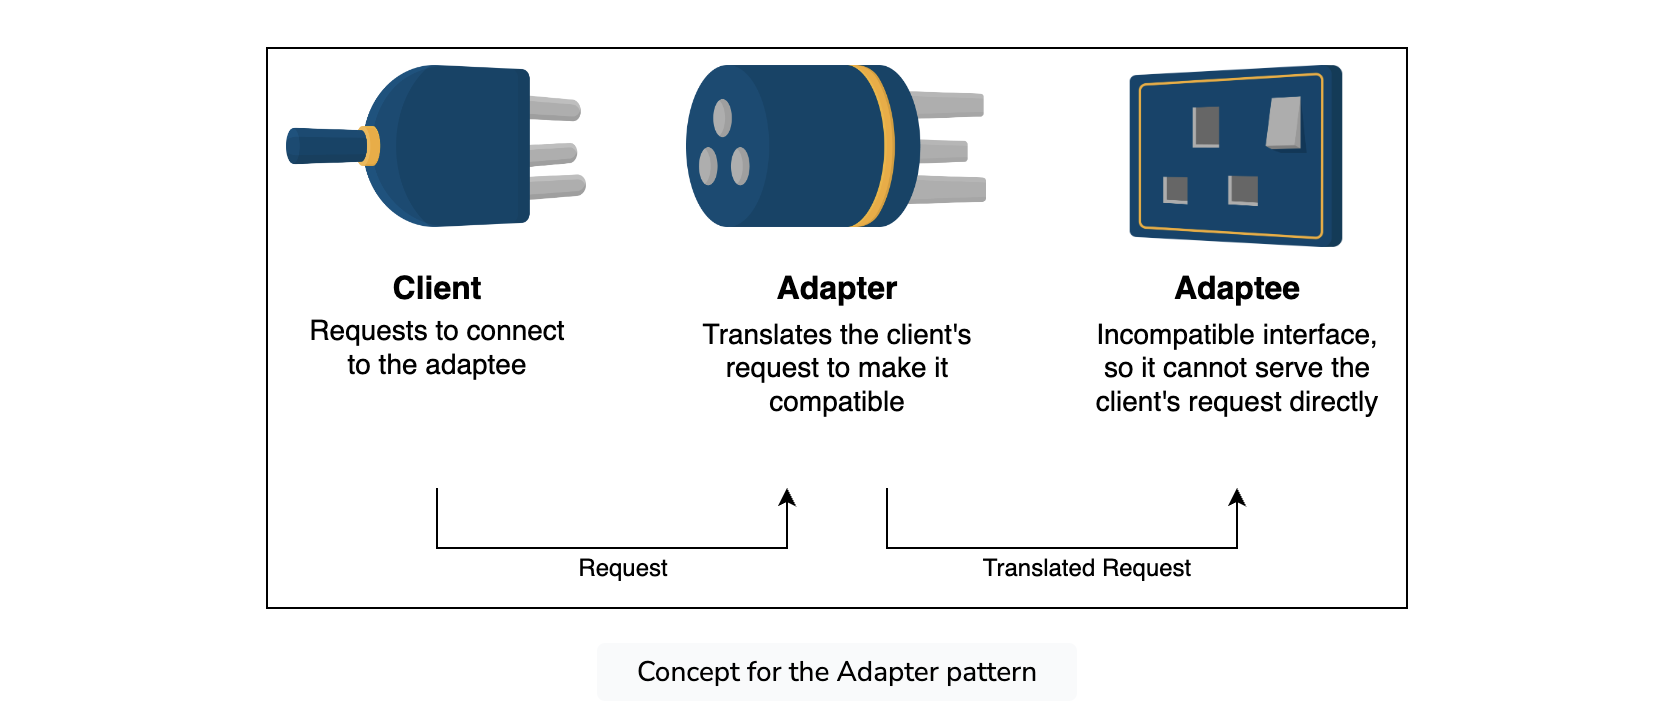 Client
Requests to connect
to the adaptee
Adapter
Translates the client's
request to make it
compatible
Adaptee
Incompatible interface,
so it cannot serve the
client's request directly
Request
Translated Request
Concept for the Adapter pattern